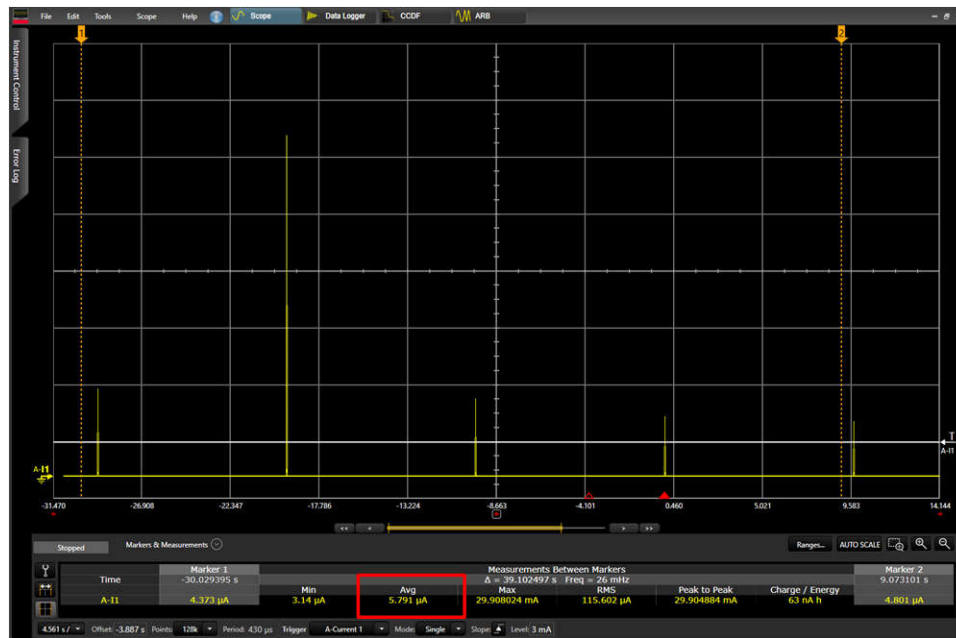 File Edit Tools Scope Help Scope Data Logger CCDF ARB
1 2
Instrument Control
Error Log
T
A-I1
A-I1
-31.470 -26.908 -22.347 -17.786 -13.224 -8.663 -4.101 0.460 5.021 9.583 14.144
Stopped Markers & Measurements Ranges... AUTO SCALE
Marker 1 Measurements Between Markers Marker 2
Time -30.029395 s Δ = 39.102497 s Freq = 26 mHz 9.073101 s
Min Avg Max RMS Peak to Peak Charge / Energy
A-I1 4.373 µA 3.14 µA 5.791 µA 29.908024 mA 115.602 µA 29.904884 mA 63 nA h 4.801 µA
4.561 s / Offset: -3.887 s Points: 128k Period: 430 µs Trigger A-Current 1 Mode: Single Slope: Level: 3 mA